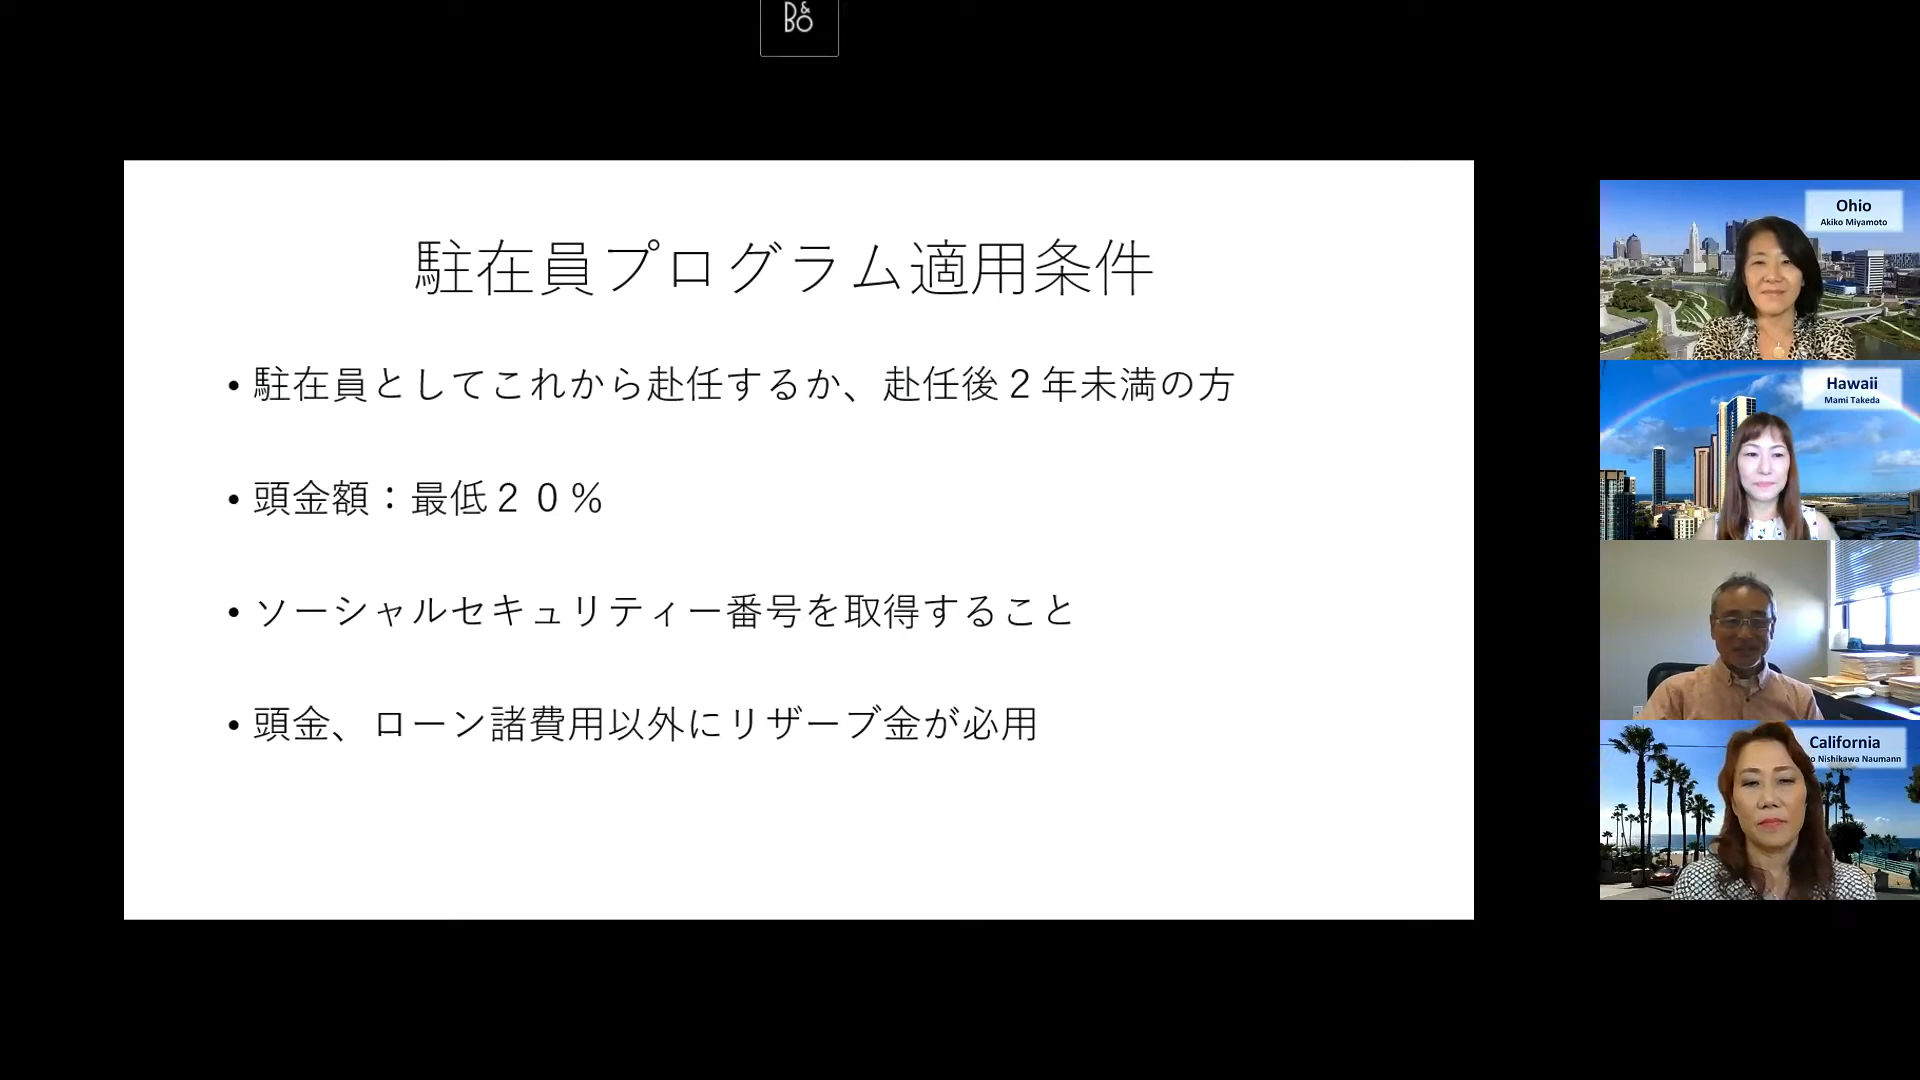 B&O
駐在員プログラム適用条件
• 駐在員としてこれから赴任するか、赴任後２年未満の方
• 頭金額：最低２０％
• ソーシャルセキュリティー番号を取得すること
• 頭金、ローン諸費用以外にリザーブ金が必用
Ohio
Akiko Miyamoto
Hawaii
Mami Takeda
California
Nishikawa Naumann